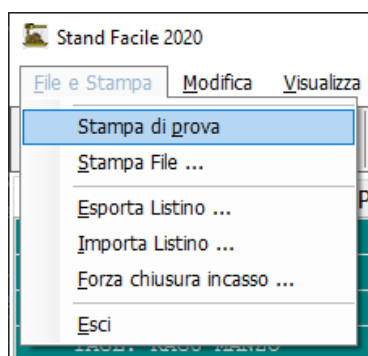 Stand Facile 2020
File e Stampa Modifica Visualizza
Stampa di prova
Stampa File ...
Esporta Listino ...
Importa Listino ...
Forza chiusura incasso ...
Esci